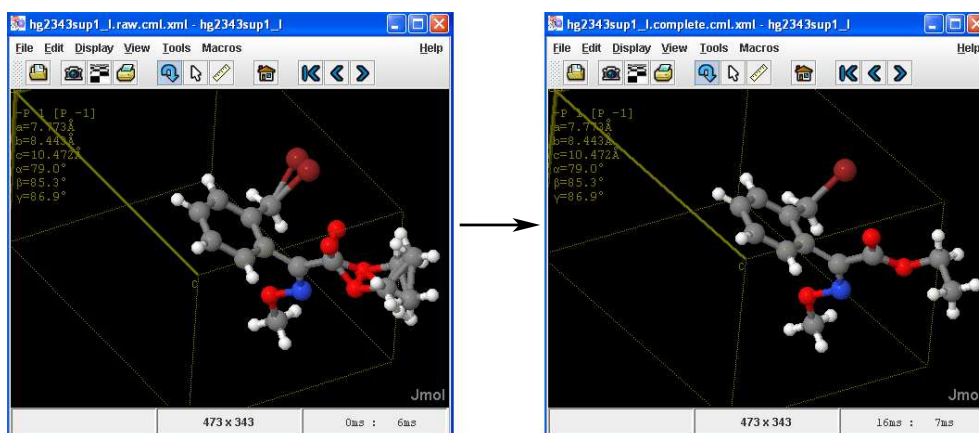 hg2343sup1_I.raw.cml.xml - hg2343sup1_I
File Edit Display View Tools Macros Help
-P 1 [P -1]
a=7.773Å
b=8.443Å
c=10.472Å
α=79.0°
β=85.3°
γ=86.9°
C
Jmol
473 x 343 0ms : 6ms
hg2343sup1_I.complete.cml.xml - hg2343sup1_I
File Edit Display View Tools Macros Help
-P 1 [P -1]
a=7.773Å
b=8.443Å
c=10.472Å
α=79.0°
β=85.3°
γ=86.9°
C
Jmol
473 x 343 16ms : 7ms